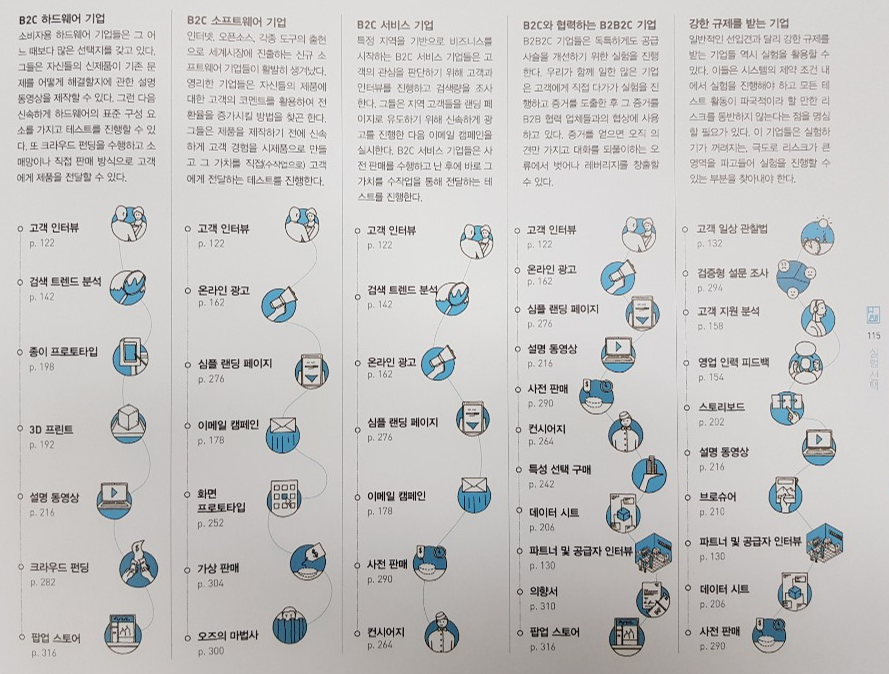 B2C 하드웨어 기업
소비자용 하드웨어 기업들은 그 어
느 때보다 많은 선택지를 갖고 있다.
그들은 자신들의 신제품이 기존 문
제를 어떻게 해결할지에 관한 설명
동영상을 제작할 수 있다. 그런 다음
신속하게 하드웨어의 표준 구성 요
소를 가지고 테스트를 진행할 수 있
다. 또 크라우드 펀딩을 수행하고 소
매망이나 직접 판매 방식으로 고객
에게 제품을 전달할 수 있다.
고객 인터뷰
p. 122
검색 트렌드 분석
p. 142
종이 프로토타입
p. 198
3D 프린트
p. 192
설명 동영상
p. 216
크라우드 펀딩
p. 282
팝업 스토어
p. 316
B2C 소프트웨어 기업
인터넷, 오픈소스, 각종 도구의 출현
으로 세계시장에 진출하는 신규 소
프트웨어 기업들이 활발히 생겨났다.
영리한 기업들은 자신들의 제품에
대한 고객의 코멘트를 활용하여 전
환율을 증가시킬 방법을 찾곤 한다.
그들은 제품을 제작하기 전에 신속
하게 고객 경험을 시제품으로 만들
고 그 가치를 직접(수작업으로) 고객
에게 전달하는 테스트를 진행한다.
고객 인터뷰
p. 122
온라인 광고
p. 162
심플 랜딩 페이지
p. 276
이메일 캠페인
p. 178
화면
프로토타입
p. 252
가상 판매
p. 304
오즈의 마법사
p. 300
B2C 서비스 기업
특정 지역을 기반으로 비즈니스를
시작하는 B2C 서비스 기업들은 고
객의 관심을 판단하기 위해 고객과
인터뷰를 진행하고 검색량을 조사
한다. 그들은 지역 고객들을 랜딩 페
이지로 유도하기 위해 신속하게 광
고를 진행한 다음 이메일 캠페인을
실시한다. B2C 서비스 기업들은 사
전 판매를 수행하고 난 후에 바로 그
가치를 수작업을 통해 전달하는 테
스트를 진행한다.
고객 인터뷰
p. 122
검색 트렌드 분석
p. 142
온라인 광고
p. 162
심플 랜딩 페이지
p. 276
이메일 캠페인
p. 178
사전 판매
p. 290
컨시어지
p. 264
B2C와 협력하는 B2B2C 기업
B2B2C 기업들은 독특하게도 공급
사슬을 개선하기 위한 실험을 진행
한다. 우리가 함께 일한 많은 기업
은 고객에게 직접 다가가 실험을 진
행하고 증거를 도출한 후 그 증거를
B2B 협력 업체들과의 협상에 사용
하고 있다. 증거를 얻으면 오직 의
견만 가지고 대화를 되풀이하는 오
류에서 벗어나 레버리지를 창출할
수 있다.
고객 인터뷰
p. 122
온라인 광고
p. 162
심플 랜딩 페이지
p. 276
설명 동영상
p. 216
사전 판매
p. 290
컨시어지
p. 264
특성 선택 구매
p. 242
데이터 시트
p. 206
파트너 및 공급자 인터뷰
p. 130
의향서
p. 310
팝업 스토어
p. 316
강한 규제를 받는 기업
일반적인 선입견과 달리 강한 규제를
받는 기업들 역시 실험을 활용할 수
있다. 이들은 시스템의 제약 조건 내
에서 실험을 진행해야 하고 모든 테
스트 활동이 파국적이라 할 만한 리
스크를 동반하지 않는다는 점을 명심
할 필요가 있다. 이 기업들은 실험하
기가 꺼려지는, 극도로 리스크가 큰
영역을 파고들어 실험을 진행할 수
있는 부분을 찾아내야 한다.
고객 일상 관찰법
p. 132
검증형 설문 조사
p. 294
고객 지원 분석
p. 158
영업 인력 피드백
p. 154
스토리보드
p. 202
설명 동영상
p. 216
브로슈어
p. 210
파트너 및 공급자 인터뷰
p. 130
데이터 시트
p. 206
사전 판매
p. 290
실험
115
실험 선택